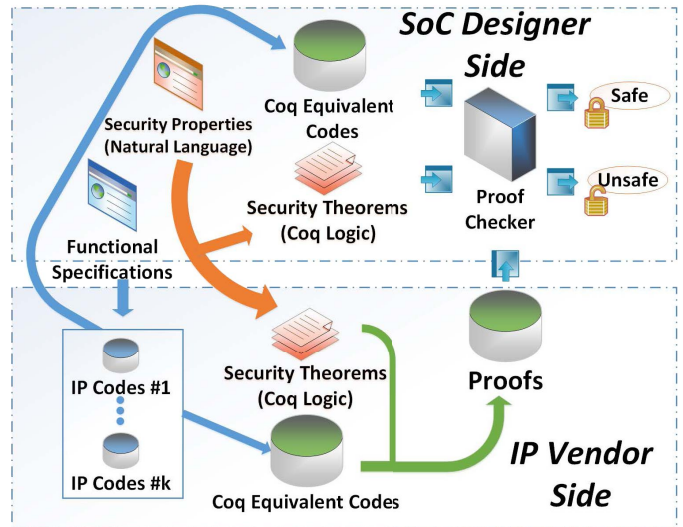 SoC Designer
Side
Coq Equivalent
Codes
Safe
Security Properties
(Natural Language)
Unsafe
Security Theorems
(Coq Logic)
Proof
Checker
Functional
Specifications
IP Codes #1
Security Theorems
(Coq Logic)
Proofs
IP Codes #k
Coq Equivalent Codes
IP Vendor
Side